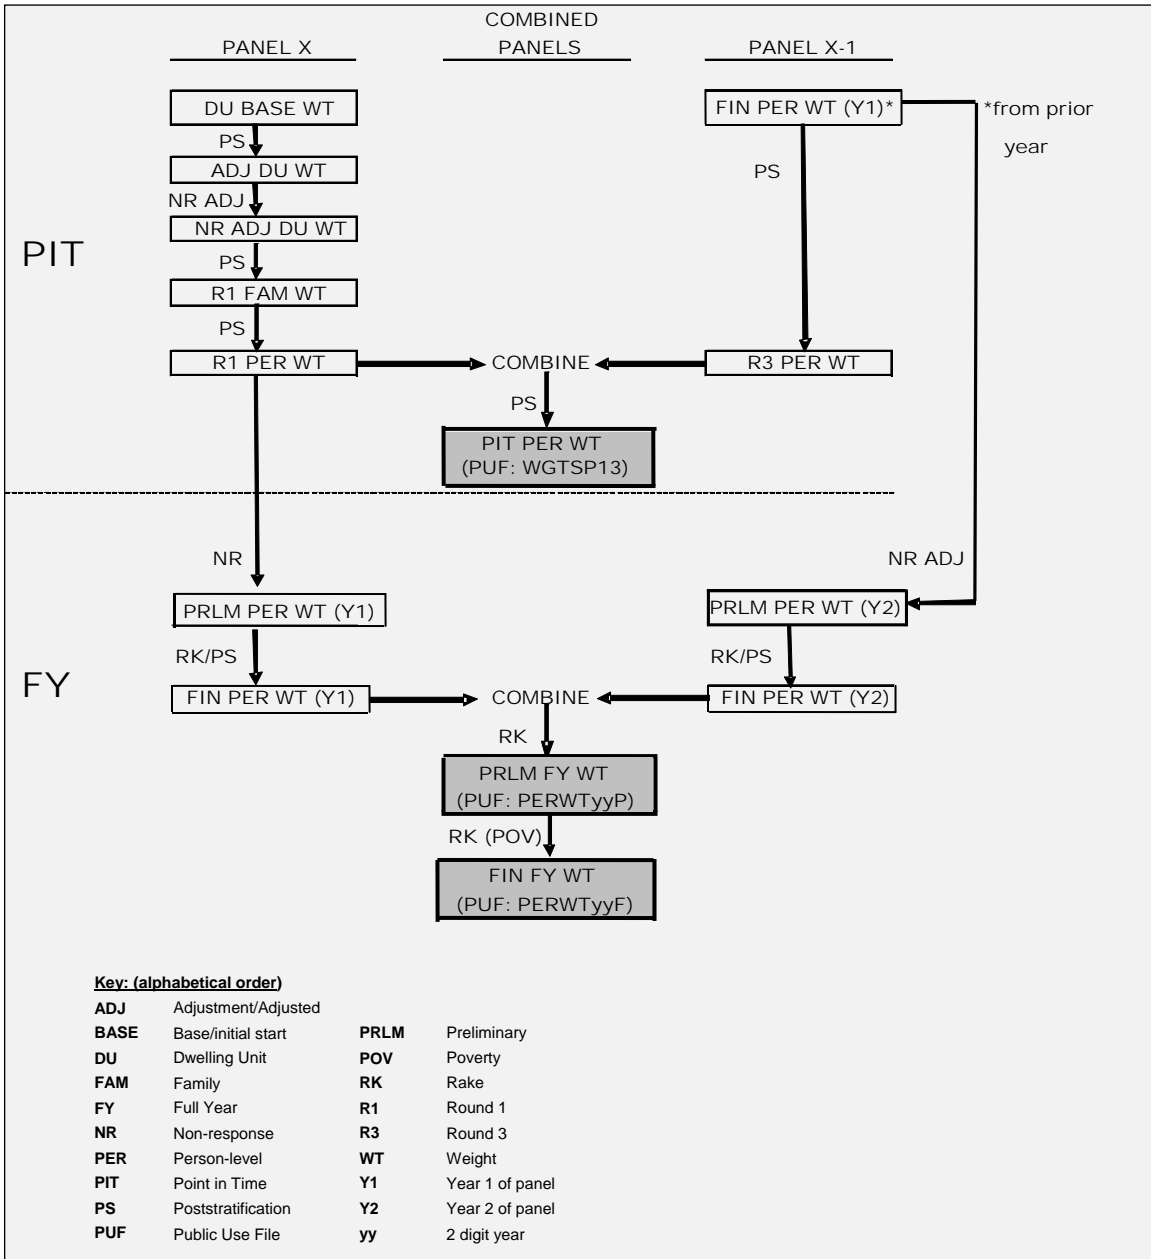 COMBINED
PANEL X PANELS PANEL X-1
DU BASE WT FIN PER WT (Y1)* *from prior
PS year
ADJ DU WT PS
NR ADJ
NR ADJ DU WT
PIT
PS
R1 FAM WT
PS
R1 PER WT COMBINE R3 PER WT
PS
PIT PER WT
(PUF: WGTSP13)
NR NR ADJ
PRLM PER WT (Y1) PRLM PER WT (Y2)
RK/PS RK/PS
FY
FIN PER WT (Y1) COMBINE FIN PER WT (Y2)
RK
PRLM FY WT
(PUF: PERWTyyP)
RK (POV)
FIN FY WT
(PUF: PERWTyyF)
Key: (alphabetical order)
ADJ Adjustment/Adjusted
BASE Base/initial start PRLM Preliminary
DU Dwelling Unit POV Poverty
FAM Family RK Rake
FY Full Year R1 Round 1
NR Non-response R3 Round 3
PER Person-level WT Weight
PIT Point in Time Y1 Year 1 of panel
PS Poststratification Y2 Year 2 of panel
PUF Public Use File yy 2 digit year